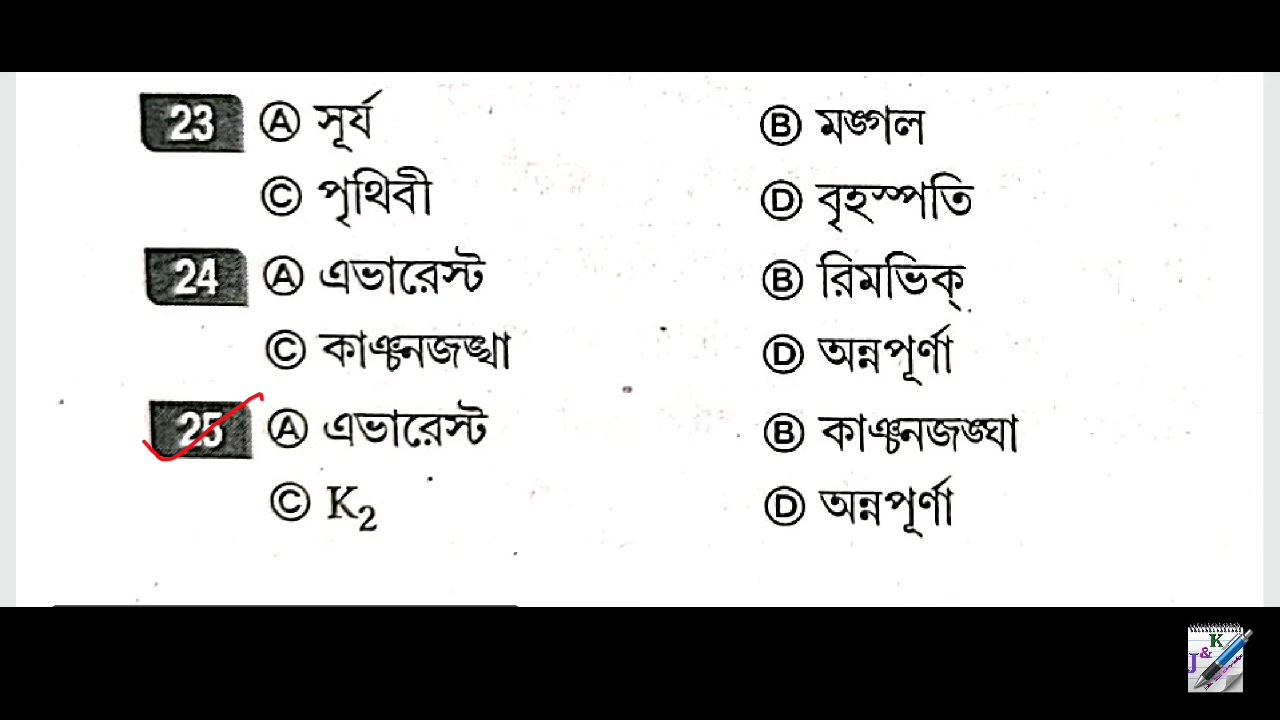 23 Ⓐ সূর্য Ⓑ মঙ্গল
Ⓒ পৃথিবী Ⓓ বৃহস্পতি
24 Ⓐ এভারেস্ট Ⓑ রিমভিক্
Ⓒ কাঞ্চনজঙ্খা Ⓓ অন্নপূর্ণা
25 Ⓐ এভারেস্ট Ⓑ কাঞ্চনজঙ্ঘা
Ⓒ K₂ Ⓓ অন্নপূর্ণা
J & K